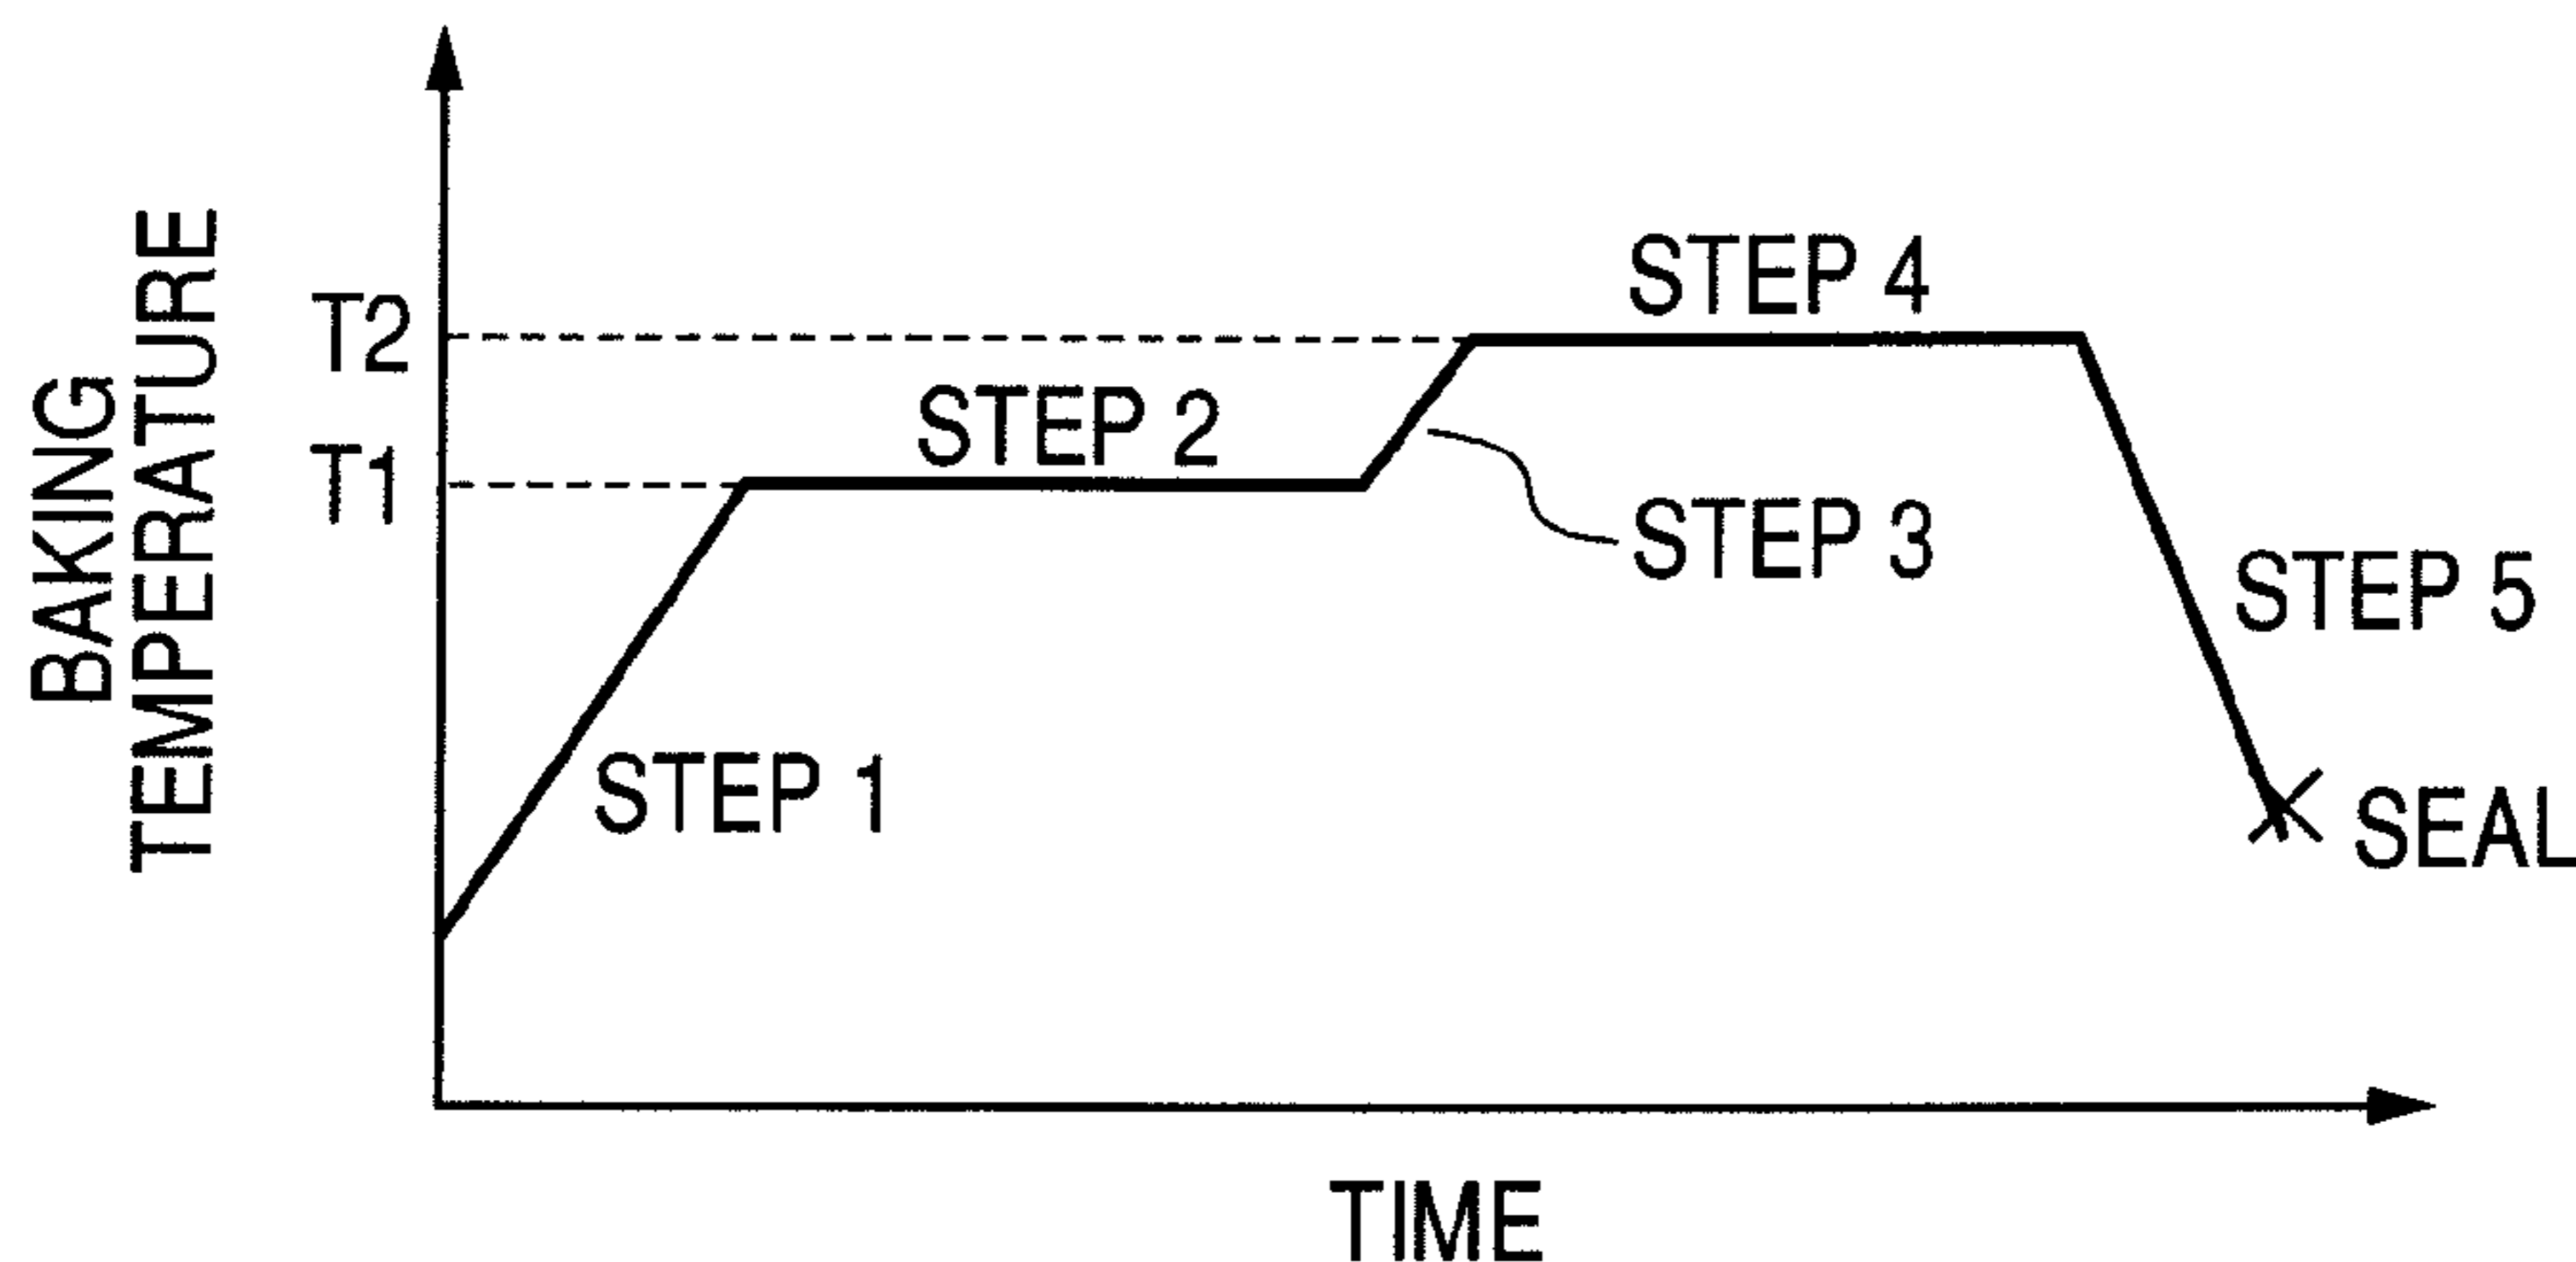 BAKING
TEMPERATURE
T2
T1
STEP 1
STEP 2
STEP 3
STEP 4
STEP 5
SEAL
TIME